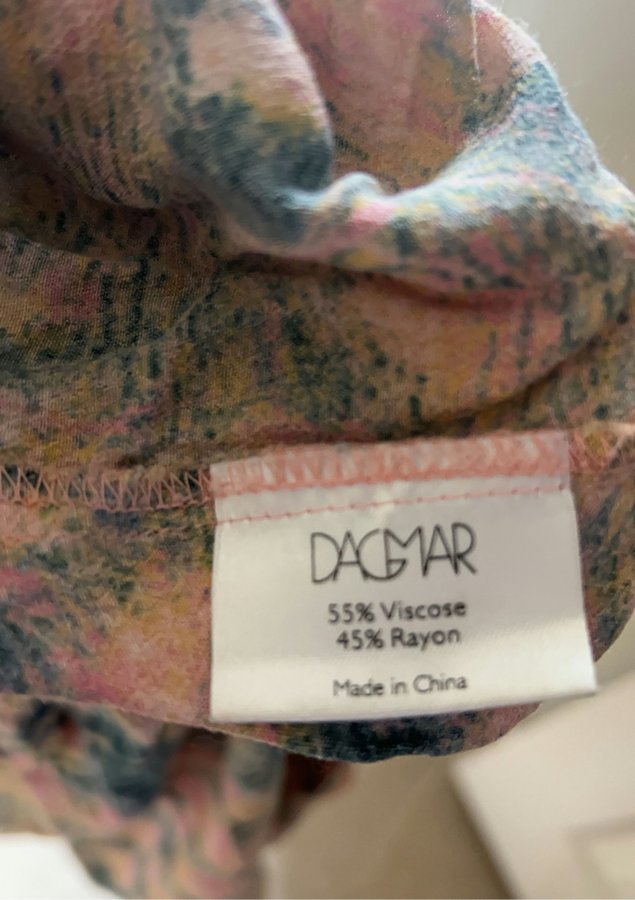 DAGMAR
55% Viscose
45% Rayon
Made in China